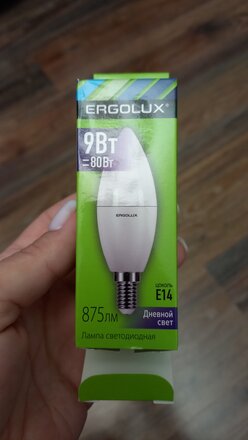 ERGOLUX®
9Вт
=80Вт
ERGOLUX
цоколь
E14
875лм
Дневной
свет
Лампа светодиодная